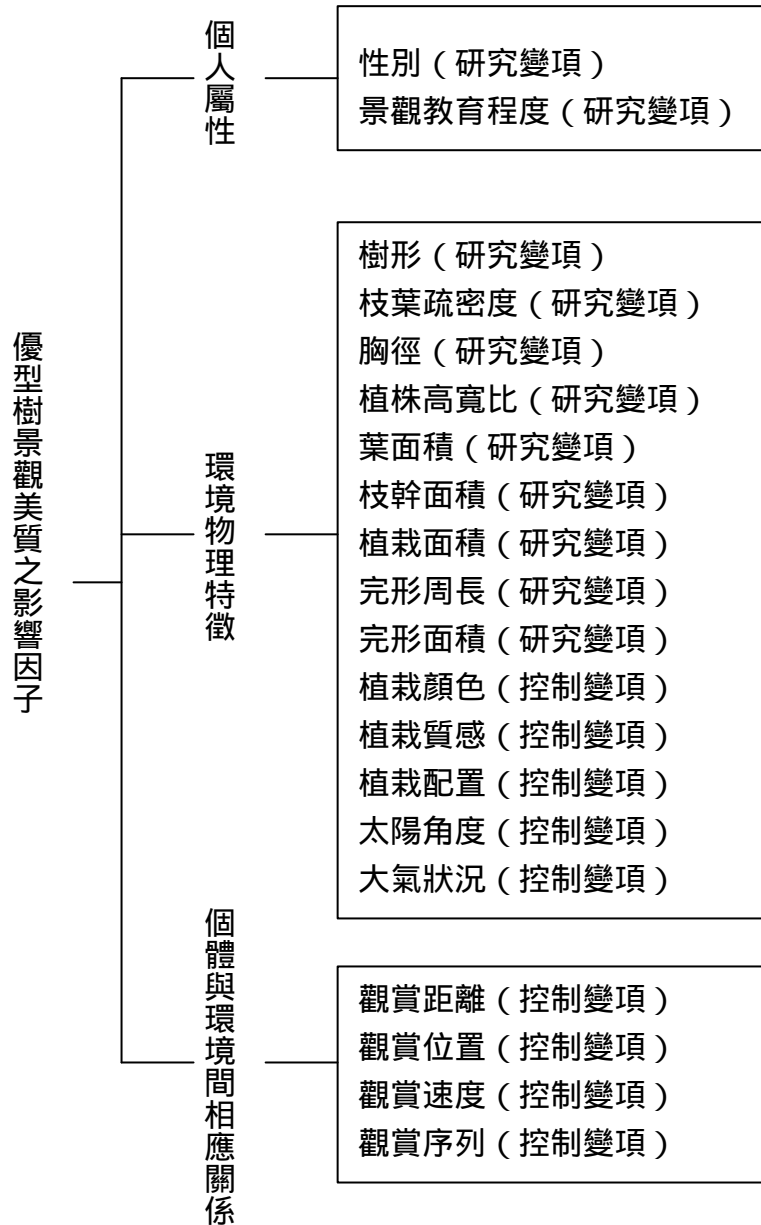 優型樹景觀美質之影響因子
個人屬性
性別（研究變項）
景觀教育程度（研究變項）
環境物理特徵
樹形（研究變項）
枝葉疏密度（研究變項）
胸徑（研究變項）
植株高寬比（研究變項）
葉面積（研究變項）
枝幹面積（研究變項）
植栽面積（研究變項）
完形周長（研究變項）
完形面積（研究變項）
植栽顏色（控制變項）
植栽質感（控制變項）
植栽配置（控制變項）
太陽角度（控制變項）
大氣狀況（控制變項）
個體與環境間相應關係
觀賞距離（控制變項）
觀賞位置（控制變項）
觀賞速度（控制變項）
觀賞序列（控制變項）